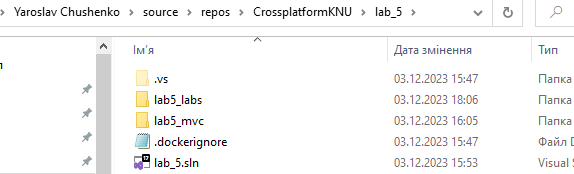 Yaroslav Chushenko > source > repos > CrossplatformKNU > lab_5 >
Ім'я Дата змінення Тип
.vs 03.12.2023 15:47 Папка
lab5_labs 03.12.2023 18:06 Папка
lab5_mvc 03.12.2023 16:05 Папка
.dockerignore 03.12.2023 15:47 Файл D
lab_5.sln 03.12.2023 15:53 Visual S